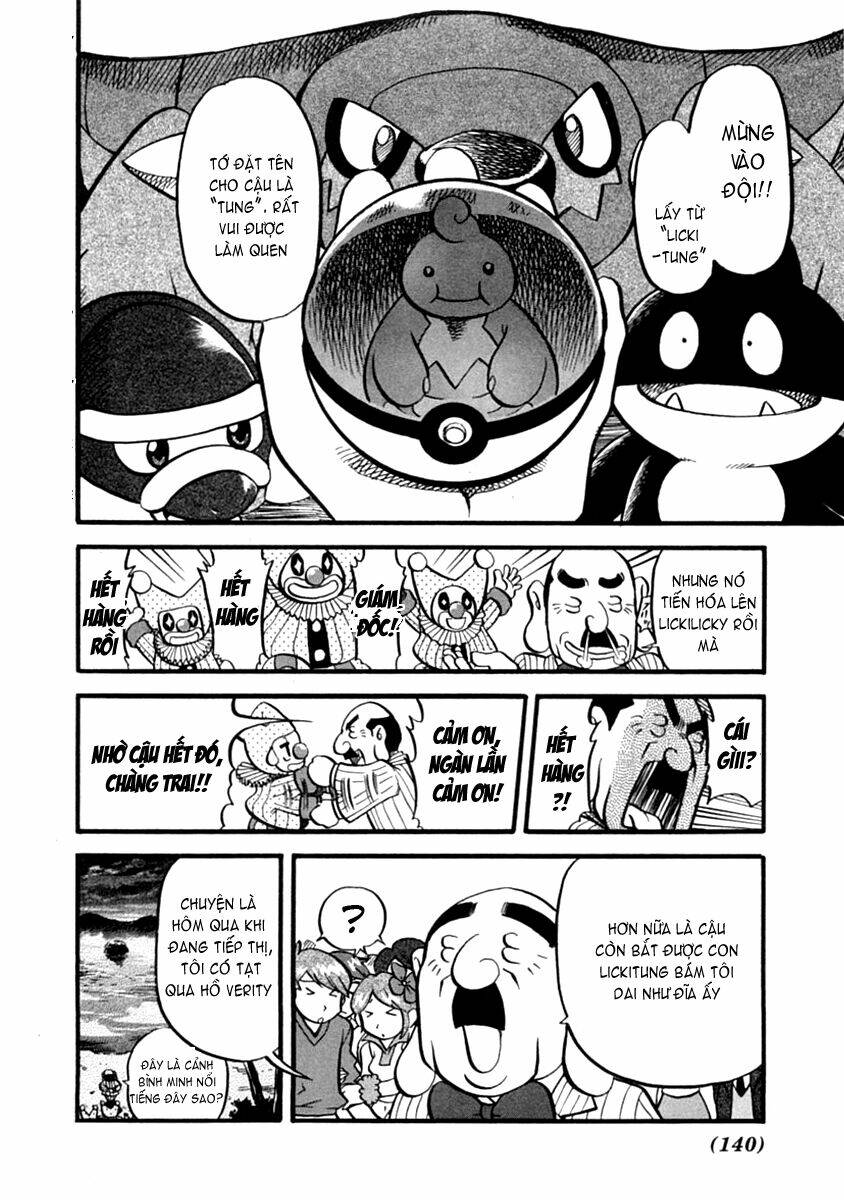 MỪNG
VÀO
ĐỘI!!
LẤY TỪ
"LICKI
-TUNG"
TỚ ĐẶT TÊN
CHO CẬU LÀ
"TUNG". RẤT
VUI ĐƯỢC
LÀM QUEN
NHƯNG NÓ
TIẾN HÓA LÊN
LICKILICKY RỒI
MÀ
GIÁM
ĐỐC!!
HẾT
HÀNG
HẾT
HÀNG
RỒI
CÁI
GÌII?
HẾT
HÀNG
?!
CẢM ƠN,
NGÀN LẦN
CẢM ƠN!
NHỜ CẬU HẾT ĐÓ,
CHÀNG TRAI!!
HƠN NỮA LÀ CẬU
CÒN BẮT ĐƯỢC CON
LICKITUNG BÁM TÔI
DAI NHƯ ĐĨA ẤY
?
CHUYỆN LÀ
HÔM QUA KHI
ĐANG TIẾP THỊ,
TÔI CÓ TẠT
QUA HỒ VERITY
ĐÂY LÀ CẢNH
BÌNH MINH NỔI
TIẾNG ĐÂY SAO?
(140)